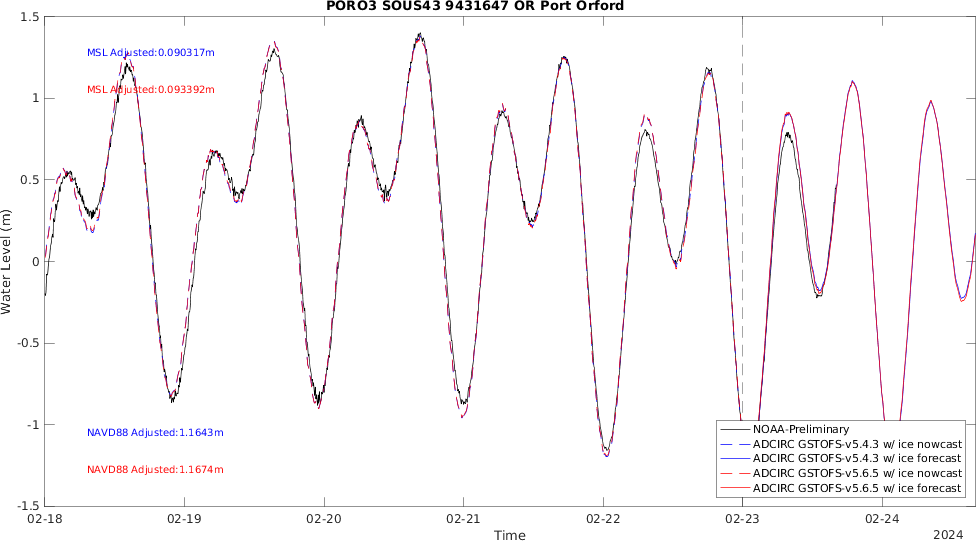 PORO3 SOUS43 9431647 OR Port Orford
1.5
1
0.5
0
-0.5
-1
-1.5
Water Level (m)
MSL Adjusted:0.090317m
MSL Adjusted:0.093392m
NAVD88 Adjusted:1.1643m
NAVD88 Adjusted:1.1674m
NOAA-Preliminary
ADCIRC GSTOFS-v5.4.3 w/ ice nowcast
ADCIRC GSTOFS-v5.4.3 w/ ice forecast
ADCIRC GSTOFS-v5.6.5 w/ ice nowcast
ADCIRC GSTOFS-v5.6.5 w/ ice forecast
02-18 02-19 02-20 02-21 02-22 02-23 02-24
Time
2024